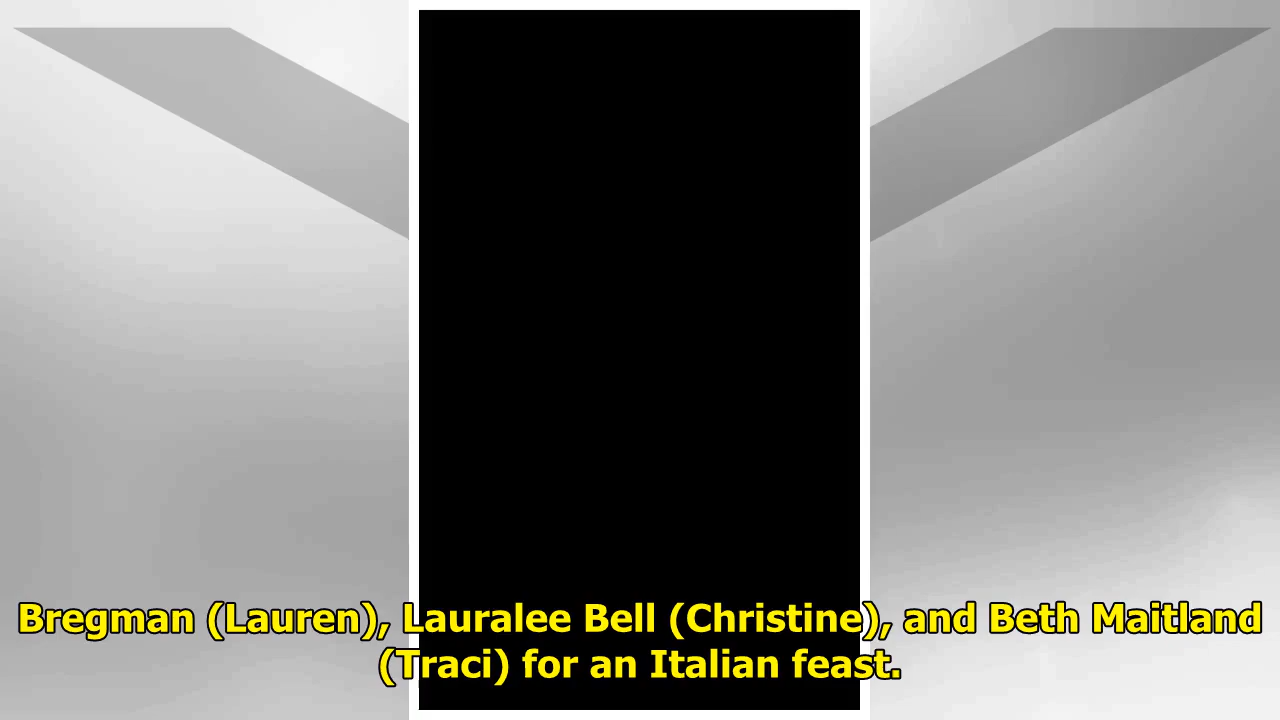 Bregman (Lauren), Lauralee Bell (Christine), and Beth Maitland
(Traci) for an Italian feast.